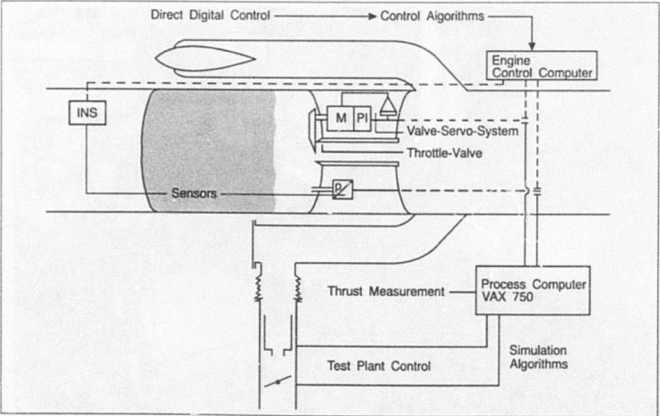 Direct Digital Control
Control Algorithms
Engine
Control Computer
INS
M
PI
Valve-Servo-System
Throttle-Valve
Sensors
p
Thrust Measurement
Process Computer
VAX 750
Test Plant Control
Simulation
Algorithms